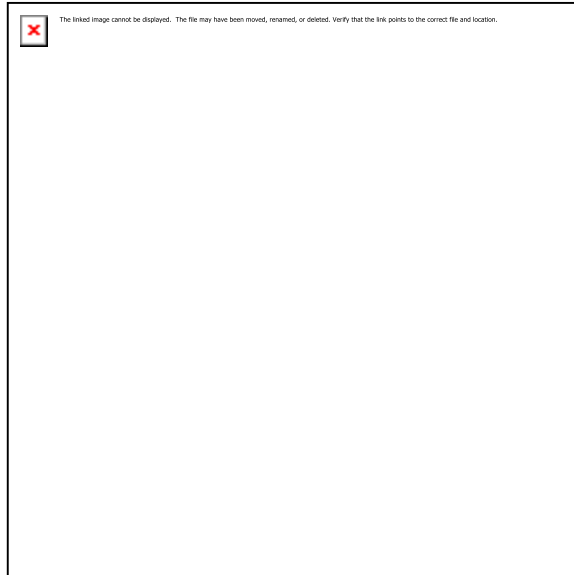 The linked image cannot be displayed. The file may have been moved, renamed, or deleted. Verify that the link points to the correct file and location.